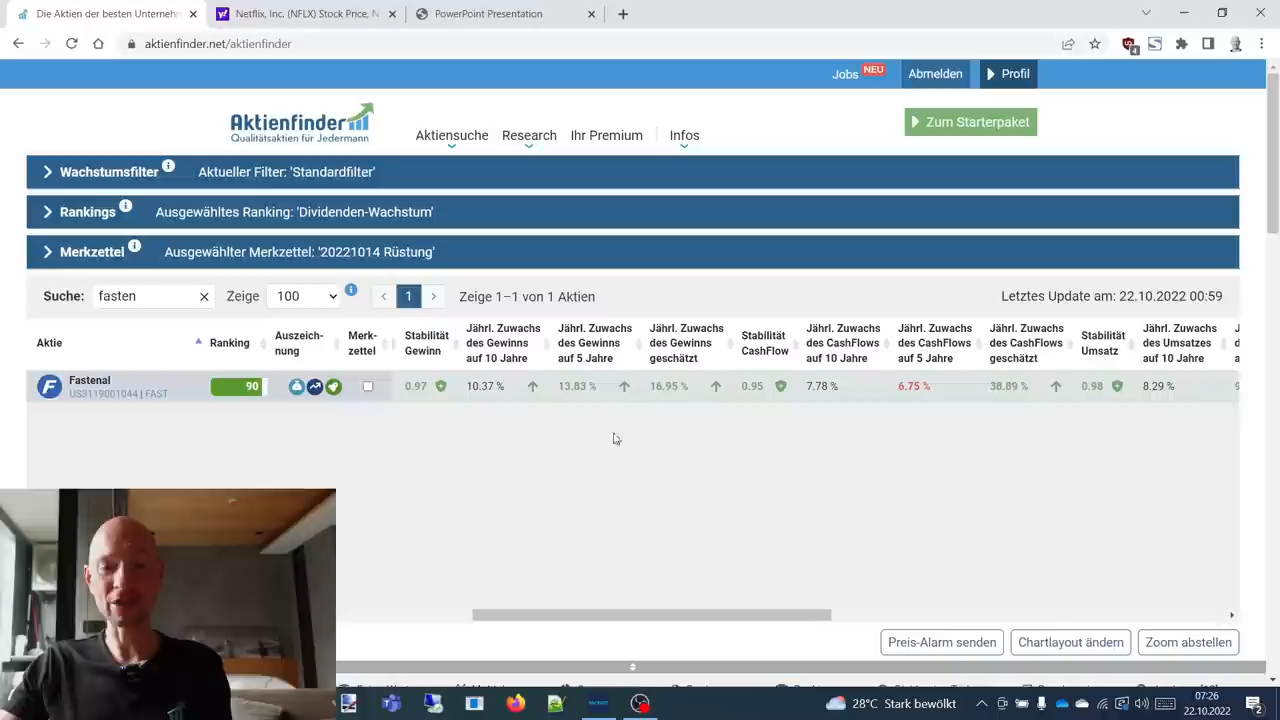 Die Aktien der besten Unternehm
Netflix, Inc. (NFLX) Stock Price, N
PowerPoint Presentation
aktienfinder.net/aktienfinder
4
Jobs NEU
Abmelden
Profil
Aktienfinder
Qualitätsaktien für Jedermann
Aktiensuche Research Ihr Premium Infos
Zum Starterpaket
Wachstumsfilter Aktueller Filter: 'Standardfilter'
Rankings Ausgewähltes Ranking: 'Dividenden-Wachstum'
Merkzettel Ausgewählter Merkzettel: '20221014 Rüstung'
Suche: fasten Zeige 100 1 Zeige 1–1 von 1 Aktien Letztes Update am: 22.10.2022 00:59
Aktie
Ranking
Auszeich-
nung
Merk-
zettel
Stabilität
Gewinn
Jährl. Zuwachs
des Gewinns
auf 10 Jahre
Jährl. Zuwachs
des Gewinns
auf 5 Jahre
Jährl. Zuwachs
des Gewinns
geschätzt
Stabilität
CashFlow
Jährl. Zuwachs
des CashFlows
auf 10 Jahre
Jährl. Zuwachs
des CashFlows
auf 5 Jahre
Jährl. Zuwachs
des CashFlows
geschätzt
Stabilität
Umsatz
Jährl. Zuwachs
des Umsatzes
auf 10 Jahre
Fastenal
US3119001044 | FAST
90 0.97 10.37 % 13.83 % 16.95 % 0.95 7.78 % 6.75 % 38.89 % 0.98 8.29 %
Preis-Alarm senden
Chartlayout ändern
Zoom abstellen
28°C Stark bewölkt
07:26
22.10.2022
2